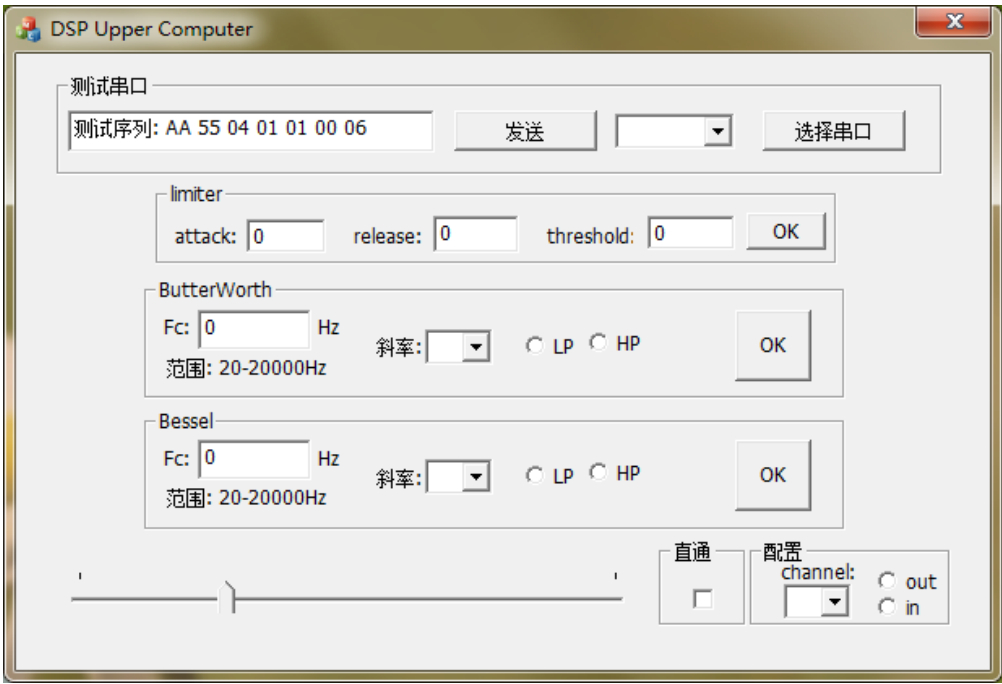 DSP Upper Computer
测试串口
测试序列: AA 55 04 01 01 00 06 发送 选择串口
limiter
attack: 0 release: 0 threshold: 0 OK
ButterWorth
Fc: 0 Hz 斜率: LP HP OK
范围: 20-20000Hz
Bessel
Fc: 0 Hz 斜率: LP HP OK
范围: 20-20000Hz
直通 配置
channel: out
in